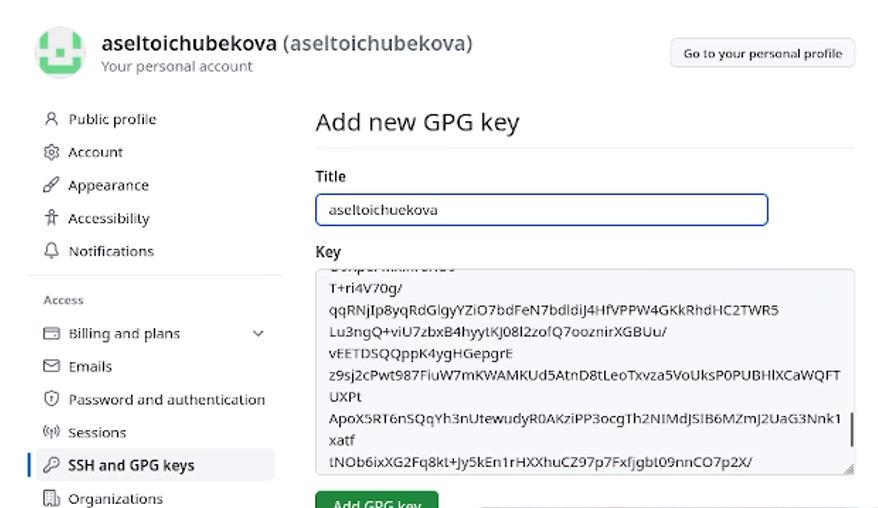 aseltoichubekova (aseltoichubekova)
Your personal account
Go to your personal profile
Public profile
Account
Appearance
Accessibility
Notifications
Access
Billing and plans
Emails
Password and authentication
Sessions
SSH and GPG keys
Organizations
Add new GPG key
Title
aseltoichuekova
Key
T+ri4V70g/
qqRNjIp8yqRdGlgyYZiO7bdFeN7bdldiJ4HfVPPW4GKkRhdHC2TWR5
Lu3ngQ+viU7zbxB4hyytKJ08l2zofQ7ooznirXGBUu/
vEETDSQQppK4ygHGepgrE
z9sj2cPwt987FiuW7mKWAMKUd5AtnD8tLeoTxvza5VoUksP0PUBHlXCaWQFT
UXPt
ApoX5RT6nSQqYh3nUtewudyR0AKziPP3ocgTh2NIMdJSIB6MZmJ2UaG3Nnk1
xatf
tNOb6ixXG2Fq8kt+Jy5kEn1rHXXhuCZ97p7Fxfjgbt09nnCO7p2X/
Add GPG key